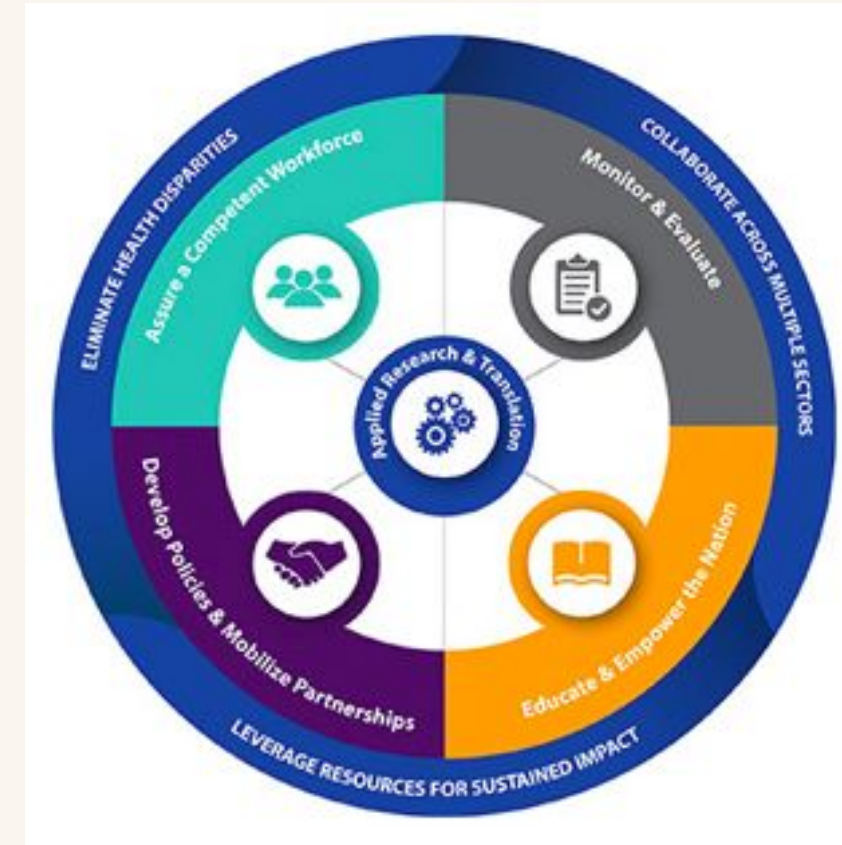 ELIMINATE HEALTH DISPARITIES
COLLABORATE ACROSS MULTIPLE SECTORS
LEVERAGE RESOURCES FOR SUSTAINED IMPACT
Assure a Competent Workforce
Monitor & Evaluate
Applied Research & Translation
Develop Policies & Mobilize Partnerships
Educate & Empower the Nation